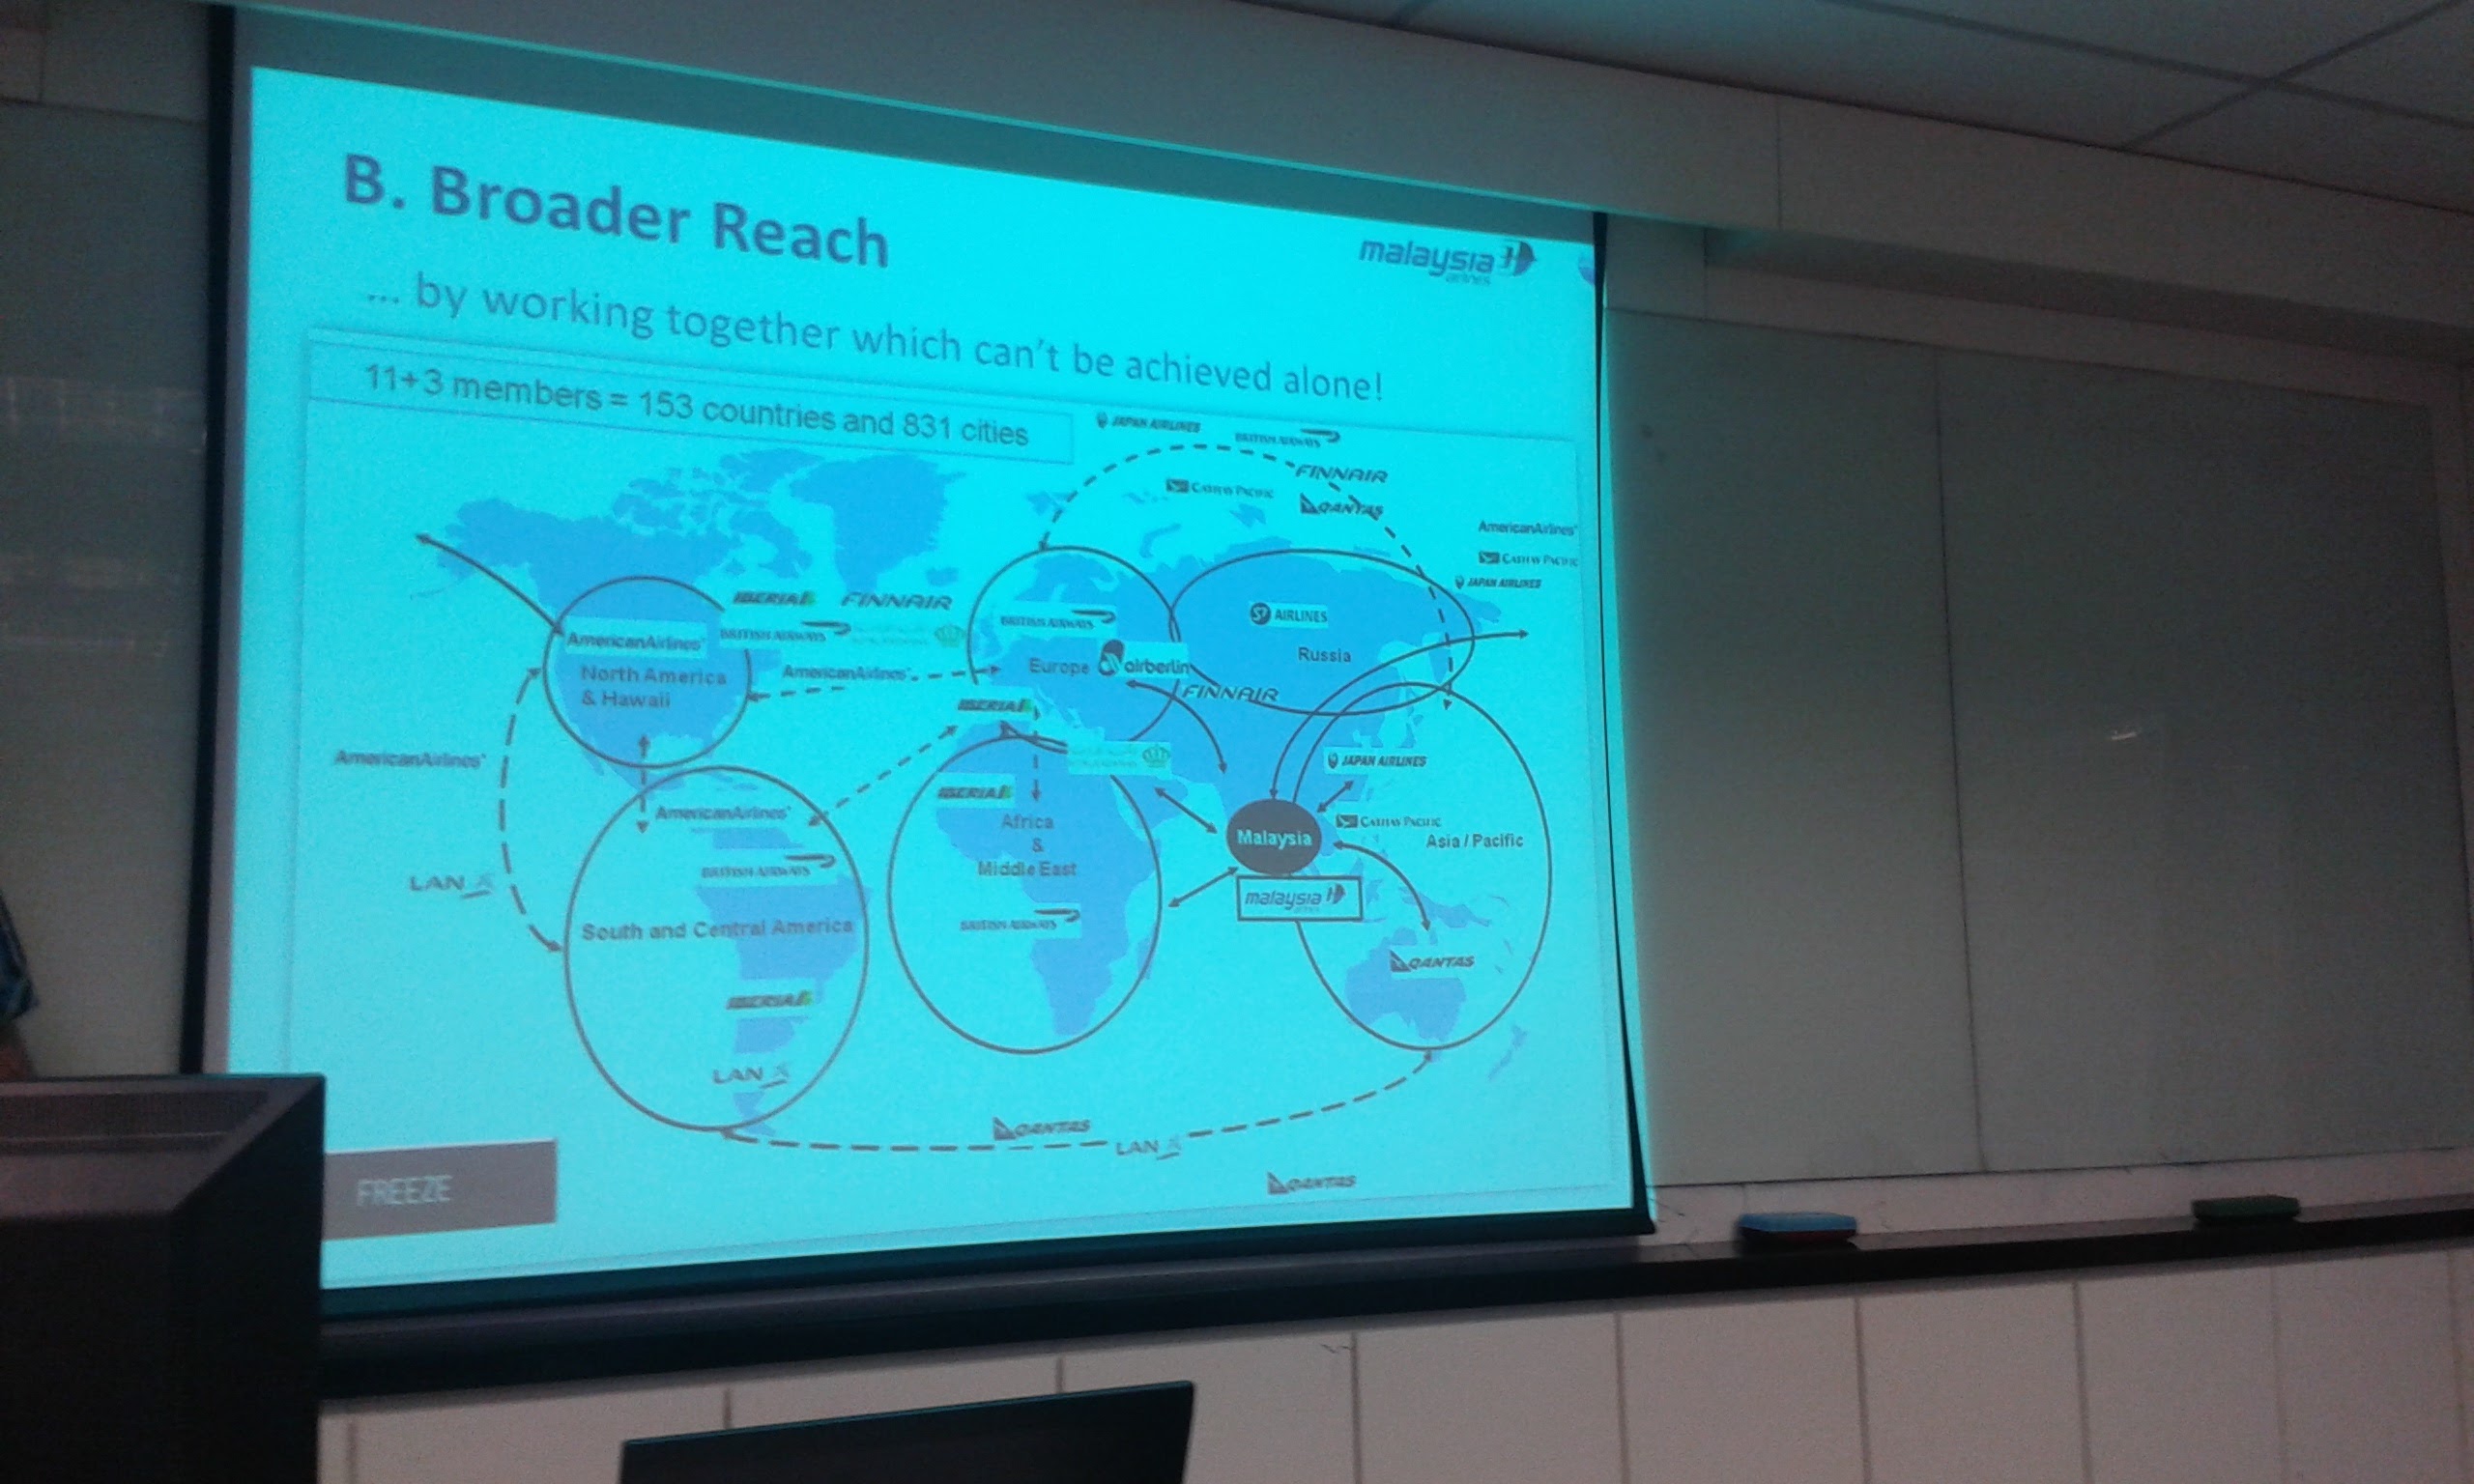 B. Broader Reach
malaysia
airlines
... by working together which can't be achieved alone!
11+3 members = 153 countries and 831 cities
JAPAN AIRLINES
BRITISH AIRWAYS
FINNAIR
CATHAY PACIFIC
QANTAS
AmericanAirlines
CATHAY PACIFIC
JAPAN AIRLINES
IBERIA FINNAIR
BRITISH AIRWAYS
AmericanAirlines
North America
& Hawaii
AmericanAirlines
BRITISH AIRWAYS
Europe
airberlin
FINNAIR
S7 AIRLINES
Russia
IBERIA
AmericanAirlines
LAN
AmericanAirlines
BRITISH AIRWAYS
South and Central America
IBERIA
LAN
IBERIA
Africa
&
Middle East
BRITISH AIRWAYS
JAPAN AIRLINES
Malaysia
CATHAY PACIFIC
Asia / Pacific
malaysia
airlines
QANTAS
QANTAS
LAN
QANTAS
FREEZE